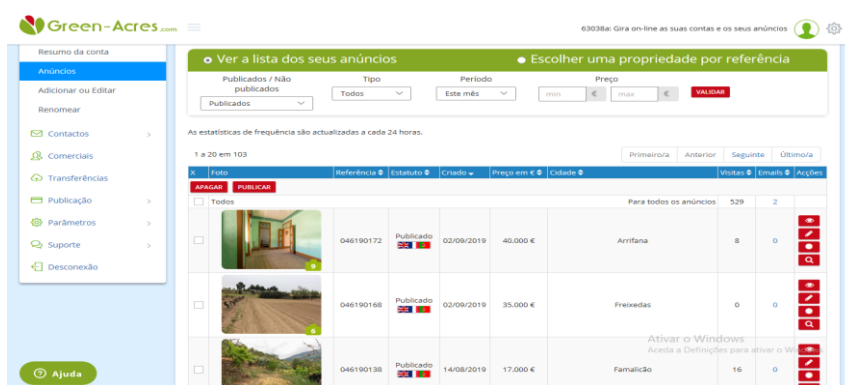 Green-Acres.com
63038a: Gira on-line as suas contas e os seus anúncios
Resumo da conta
Anúncios
Adicionar ou Editar
Renomear
Contactos
Comerciais
Transferências
Publicação
Parâmetros
Suporte
Desconexão
Ajuda
Ver a lista dos seus anúncios
Escolher uma propriedade por referência
Publicados / Não publicados
Publicados
Tipo
Todos
Período
Este mês
Preço
min €
max €
VALIDAR
As estatísticas de frequência são actualizadas a cada 24 horas.
1 a 20 em 103
Primeiro/a Anterior Seguinte Último/a
X Foto Referência Estatuto Criado Preço em € Cidade Visitas Emails Acções
APAGAR PUBLICAR
Todos Para todos os anúncios 529 2
9 046190172 Publicado 02/09/2019 40.000 € Arrifana 8 0
6 046190168 Publicado 02/09/2019 35.000 € Freixedas 0 0
046190138 Publicado 14/08/2019 17.000 € Famalicão 16 0
Ativar o Windows
Aceda a Definições para ativar o